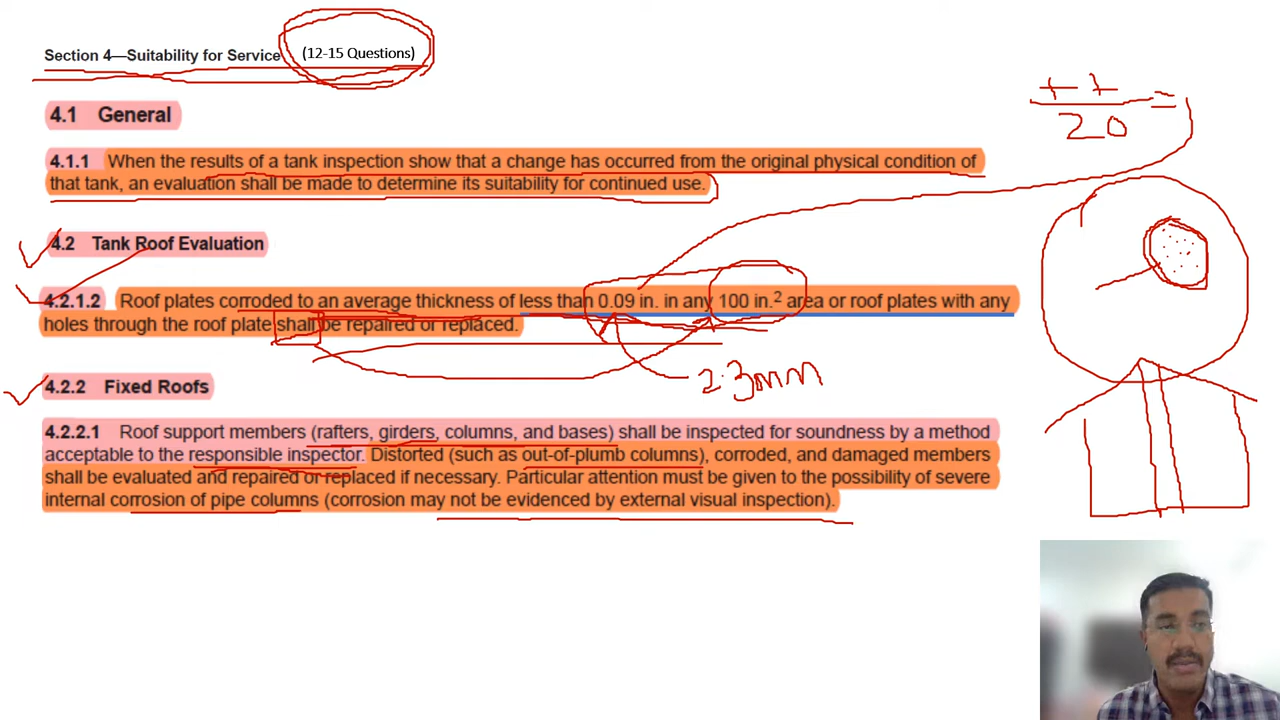 Section 4—Suitability for Service (12-15 Questions)
4.1 General
4.1.1 When the results of a tank inspection show that a change has occurred from the original physical condition of
that tank, an evaluation shall be made to determine its suitability for continued use.
4.2 Tank Roof Evaluation
4.2.1.2 Roof plates corroded to an average thickness of less than 0.09 in. in any 100 in.² area or roof plates with any
holes through the roof plate shall be repaired or replaced.
4.2.2 Fixed Roofs
4.2.2.1 Roof support members (rafters, girders, columns, and bases) shall be inspected for soundness by a method
acceptable to the responsible inspector. Distorted (such as out-of-plumb columns), corroded, and damaged members
shall be evaluated and repaired or replaced if necessary. Particular attention must be given to the possibility of severe
internal corrosion of pipe columns (corrosion may not be evidenced by external visual inspection).
2.3mm
++
20
=